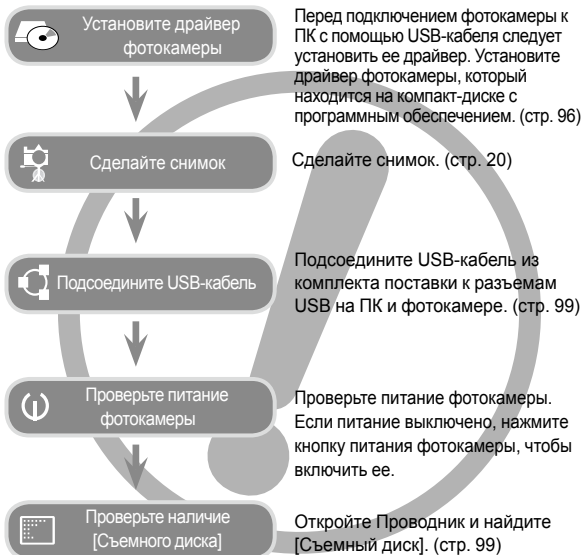 Установите драйвер
фотокамеры
Перед подключением фотокамеры к
ПК с помощью USB-кабеля следует
установить ее драйвер. Установите
драйвер фотокамеры, который
находится на компакт-диске с
программным обеспечением. (стр. 96)
Сделайте снимок
Сделайте снимок. (стр. 20)
Подсоедините USB-кабель
Подсоедините USB-кабель из
комплекта поставки к разъемам
USB на ПК и фотокамере. (стр. 99)
Проверьте питание
фотокамеры
Проверьте питание фотокамеры.
Если питание выключено, нажмите
кнопку питания фотокамеры, чтобы
включить ее.
Проверьте наличие
[Съемного диска]
Откройте Проводник и найдите
[Съемный диск]. (стр. 99)